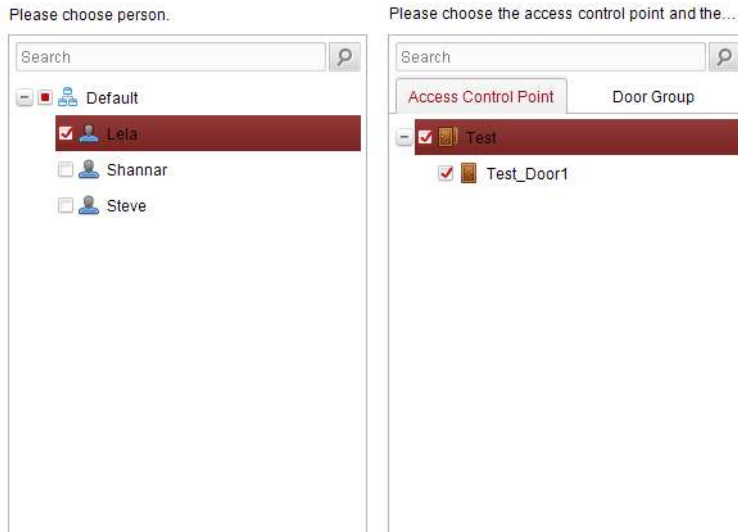 Please choose person.
Search
Default
Lela
Shannar
Steve
Please choose the access control point and the...
Search
Access Control Point Door Group
Test
Test_Door1